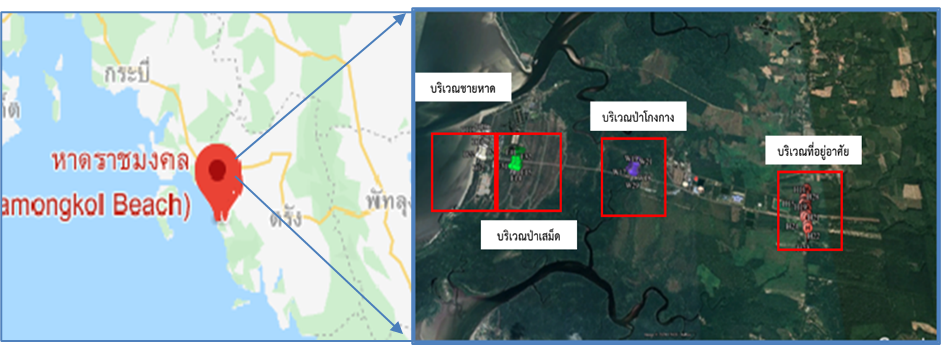 กระบี่
หาดราชมงคล
amongkol Beach)
ตรัง
พัทลุง
บริเวณชายหาด
บริเวณป่าโกงกาง
บริเวณที่อยู่อาศัย
บริเวณป่าเสม็ด